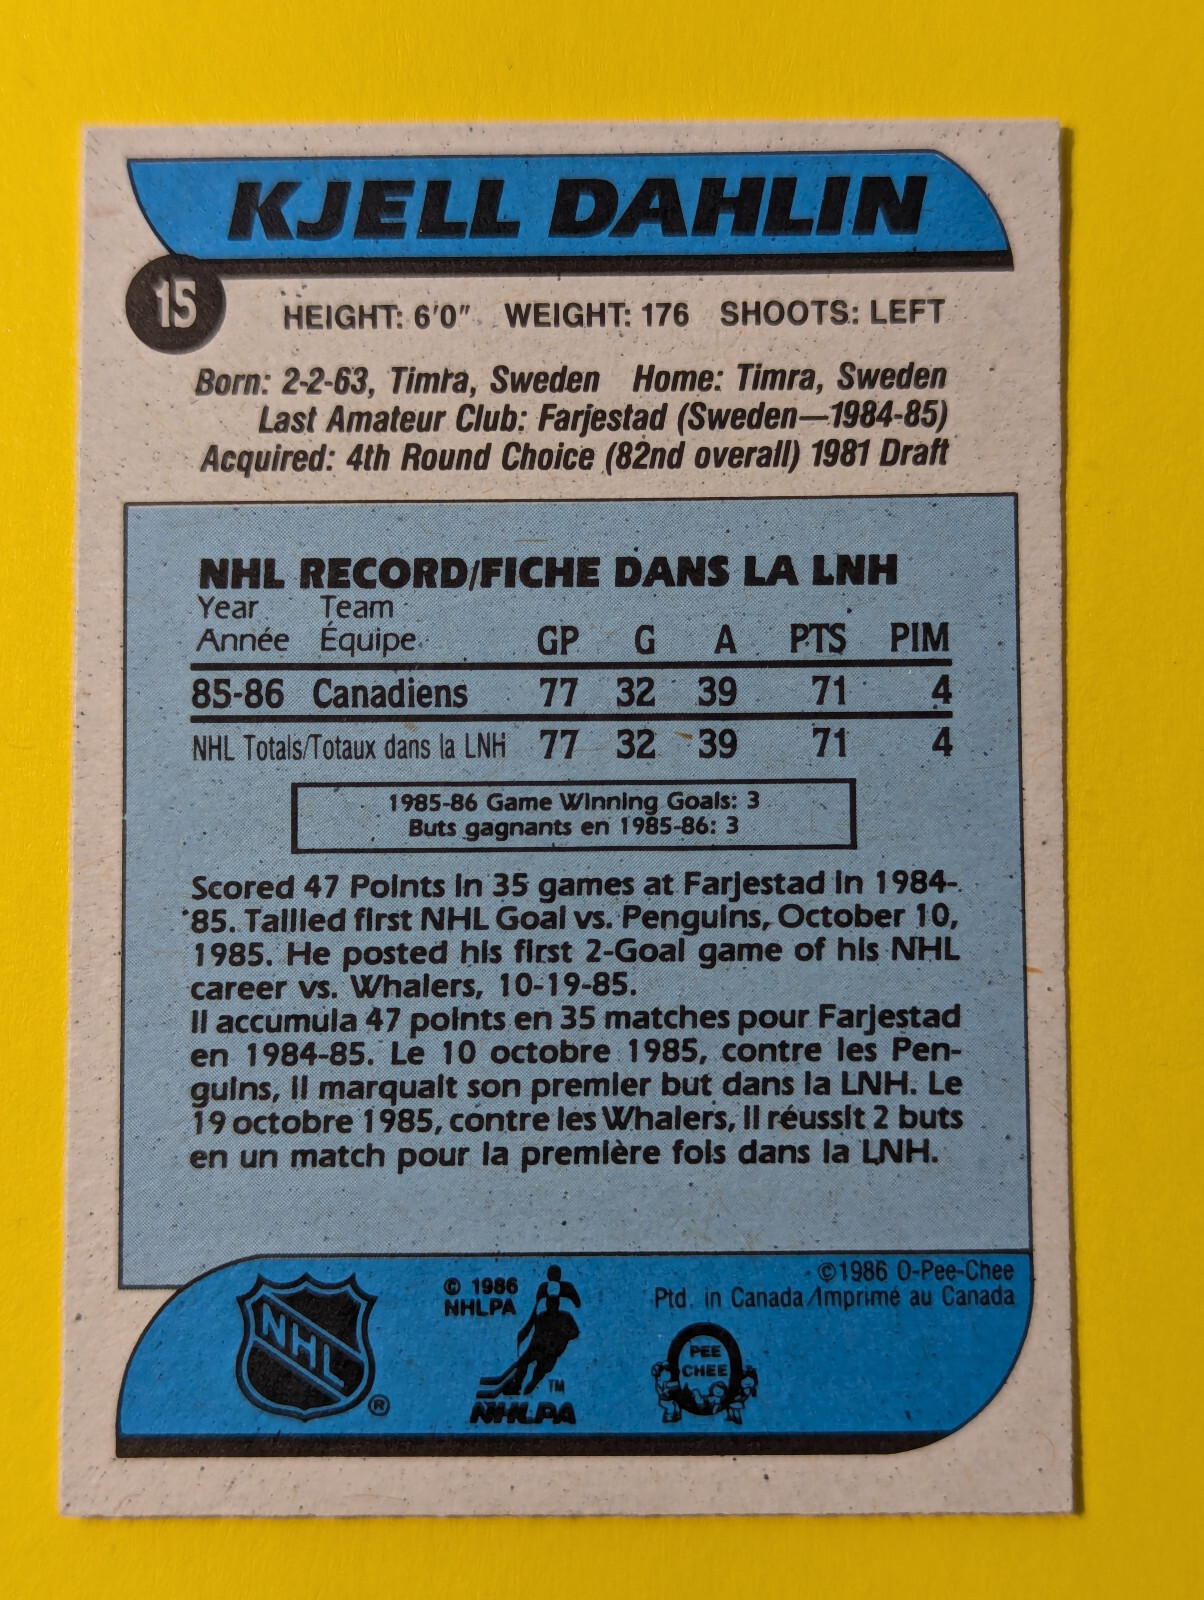 KJELL DAHLIN
15
HEIGHT: 6'0" WEIGHT: 176 SHOOTS: LEFT
Born: 2-2-63, Timra, Sweden Home: Timra, Sweden
Last Amateur Club: Farjestad (Sweden—1984-85)
Acquired: 4th Round Choice (82nd overall) 1981 Draft
NHL RECORD/FICHE DANS LA LNH
Year Team
Année Équipe GP G A PTS PIM
85-86 Canadiens 77 32 39 71 4
NHL Totals/Totaux dans la LNH 77 32 39 71 4
1985-86 Game Winning Goals: 3
Buts gagnants en 1985-86: 3
Scored 47 Points in 35 games at Farjestad in 1984-
85. Tallied first NHL Goal vs. Penguins, October 10,
1985. He posted his first 2-Goal game of his NHL
career vs. Whalers, 10-19-85.
Il accumula 47 points en 35 matches pour Farjestad
en 1984-85. Le 10 octobre 1985, contre les Pen-
guins, il marquait son premier but dans la LNH. Le
19 octobre 1985, contre les Whalers, il réussit 2 buts
en un match pour la première fois dans la LNH.
©1986 O-Pee-Chee
Ptd. in Canada/Imprimé au Canada
© 1986
NHLPA
NHL ®
TM
NHLPA
PEE
CHEE